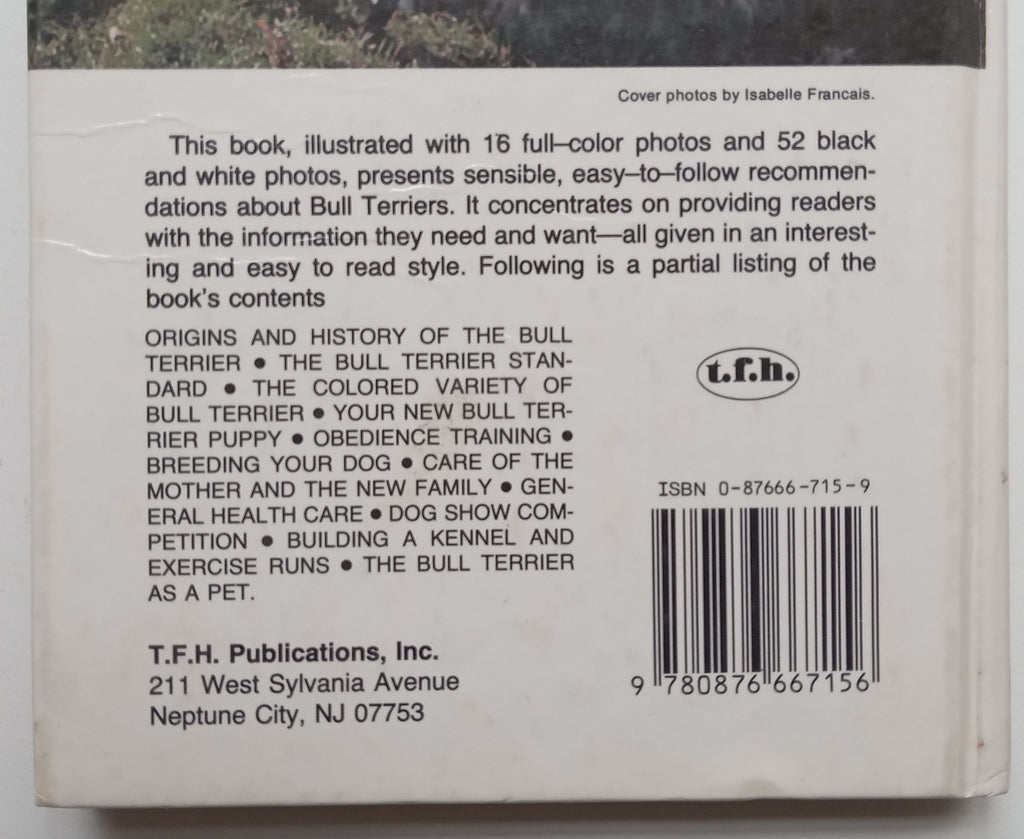 Cover photos by Isabelle Francais.
This book, illustrated with 16 full–color photos and 52 black
and white photos, presents sensible, easy–to–follow recommen-
dations about Bull Terriers. It concentrates on providing readers
with the information they need and want—all given in an interest-
ing and easy to read style. Following is a partial listing of the
book's contents
ORIGINS AND HISTORY OF THE BULL
TERRIER ● THE BULL TERRIER STAN-
DARD ● THE COLORED VARIETY OF
BULL TERRIER ● YOUR NEW BULL TER-
RIER PUPPY ● OBEDIENCE TRAINING ●
BREEDING YOUR DOG ● CARE OF THE
MOTHER AND THE NEW FAMILY ● GEN-
ERAL HEALTH CARE ● DOG SHOW COM-
PETITION ● BUILDING A KENNEL AND
EXERCISE RUNS ● THE BULL TERRIER
AS A PET.
T.F.H. Publications, Inc.
211 West Sylvania Avenue
Neptune City, NJ 07753
t.f.h.
ISBN 0-87666-715-9
9 780876 667156